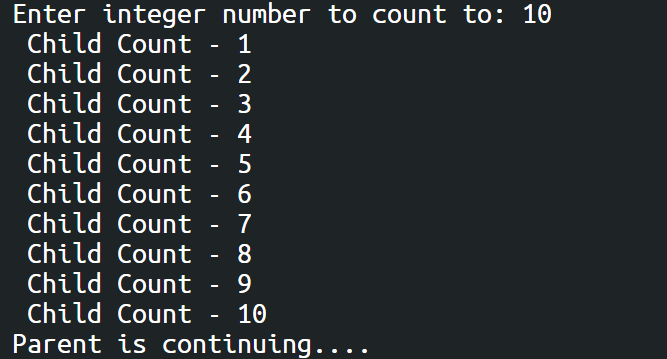 Enter integer number to count to: 10
 Child Count - 1
 Child Count - 2
 Child Count - 3
 Child Count - 4
 Child Count - 5
 Child Count - 6
 Child Count - 7
 Child Count - 8
 Child Count - 9
 Child Count - 10
Parent is continuing....